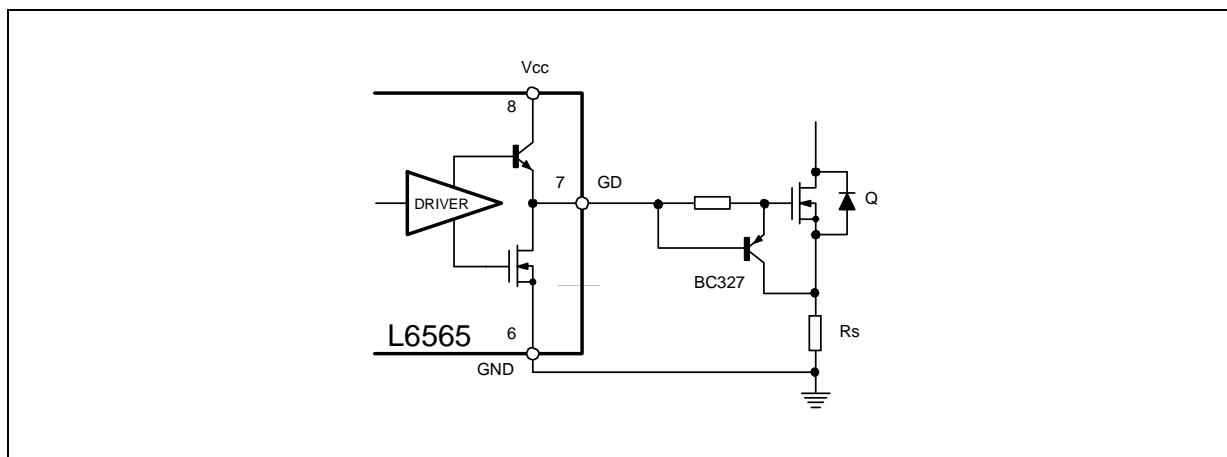 Vcc
8
7
GD
DRIVER
Q
BC327
L6565
6
Rs
GND